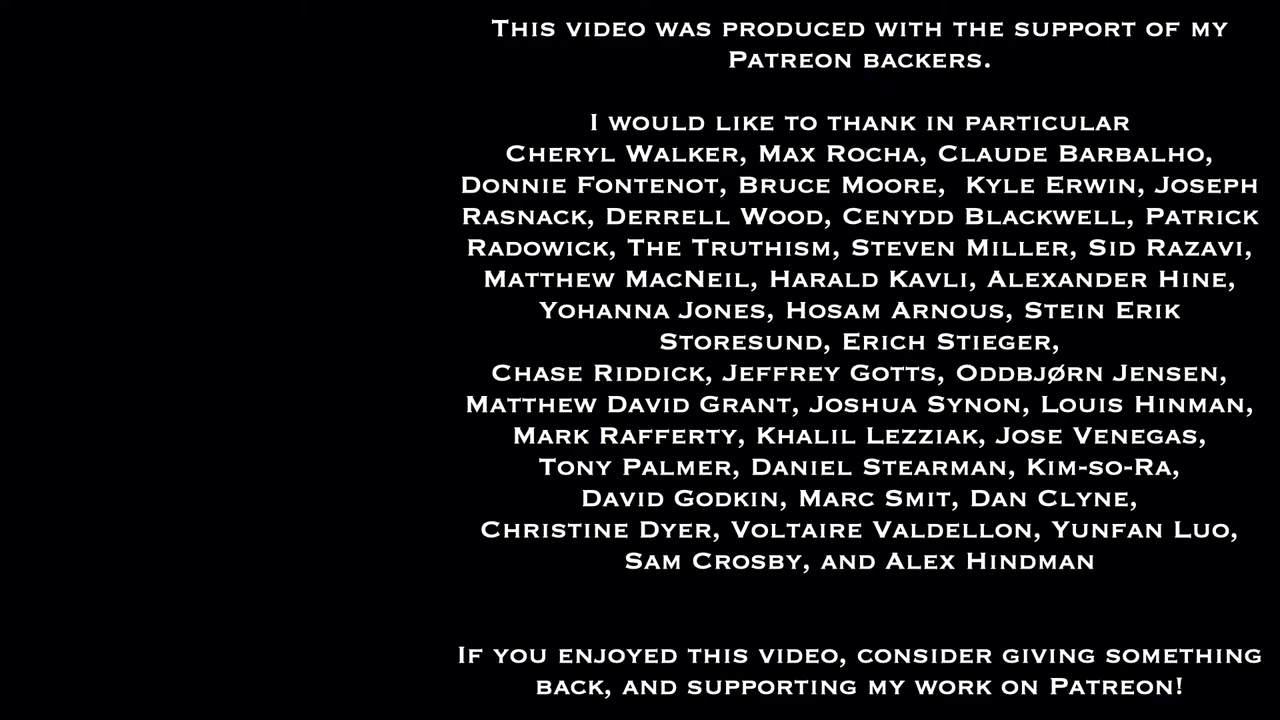 This video was produced with the support of my
Patreon backers.
I would like to thank in particular
Cheryl Walker, Max Rocha, Claude Barbalho,
Donnie Fontenot, Bruce Moore,  Kyle Erwin, Joseph
Rasnack, Derrell Wood, Cenydd Blackwell, Patrick
Radowick, The Truthism, Steven Miller, Sid Razavi,
Matthew MacNeil, Harald Kavli, Alexander Hine,
Yohanna Jones, Hosam Arnous, Stein Erik
Storesund, Erich Stieger,
Chase Riddick, Jeffrey Gotts, Oddbjørn Jensen,
Matthew David Grant, Joshua Synon, Louis Hinman,
Mark Rafferty, Khalil Lezziak, Jose Venegas,
Tony Palmer, Daniel Stearman, Kim-so-Ra,
David Godkin, Marc Smit, Dan Clyne,
Christine Dyer, Voltaire Valdellon, Yunfan Luo,
Sam Crosby, and Alex Hindman
If you enjoyed this video, consider giving something
back, and supporting my work on Patreon!